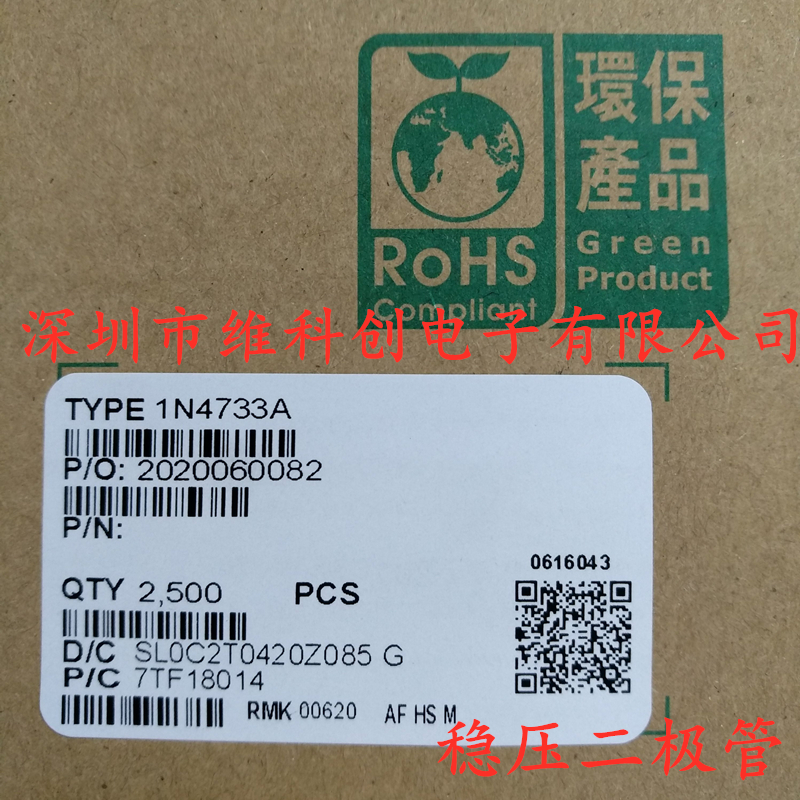 環保
產品
Green
Product
RoHS
Compliant
深圳市维科创电子有限公司
TYPE 1N4733A
P/O: 2020060082
P/N:
0616043
QTY 2,500 PCS
D/C SL0C2T0420Z085 G
P/C 7TF18014
RMK 00620 AF HS M
稳压二极管